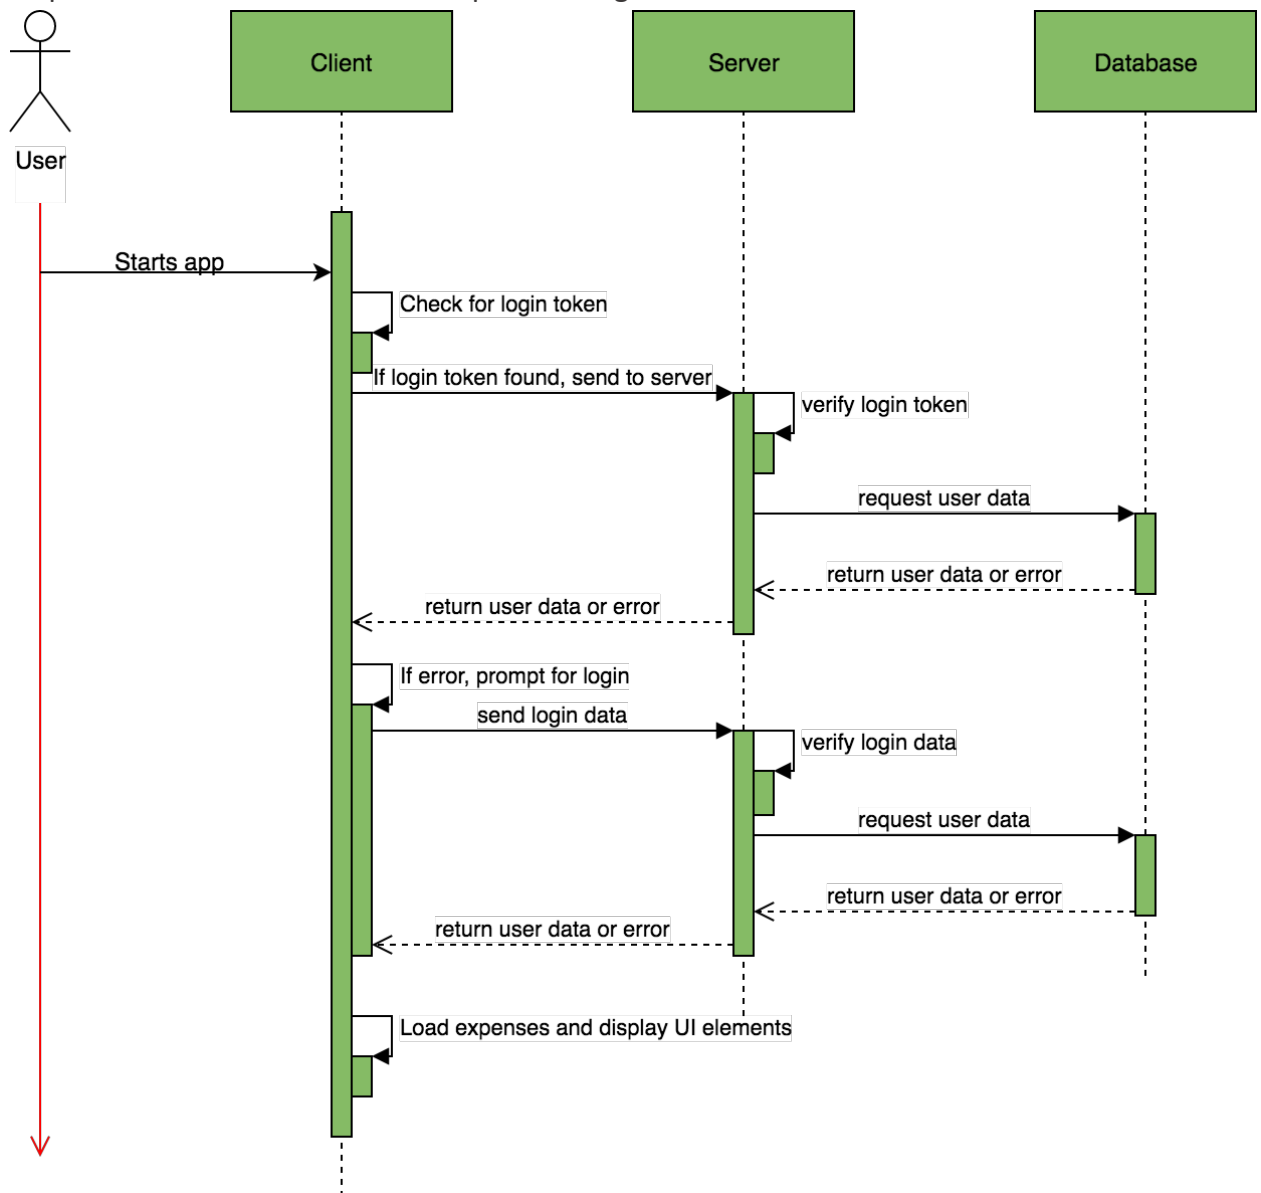 Client
Server
Database
User
Starts app
Check for login token
If login token found, send to server
verify login token
request user data
return user data or error
return user data or error
If error, prompt for login
send login data
verify login data
request user data
return user data or error
return user data or error
Load expenses and display UI elements